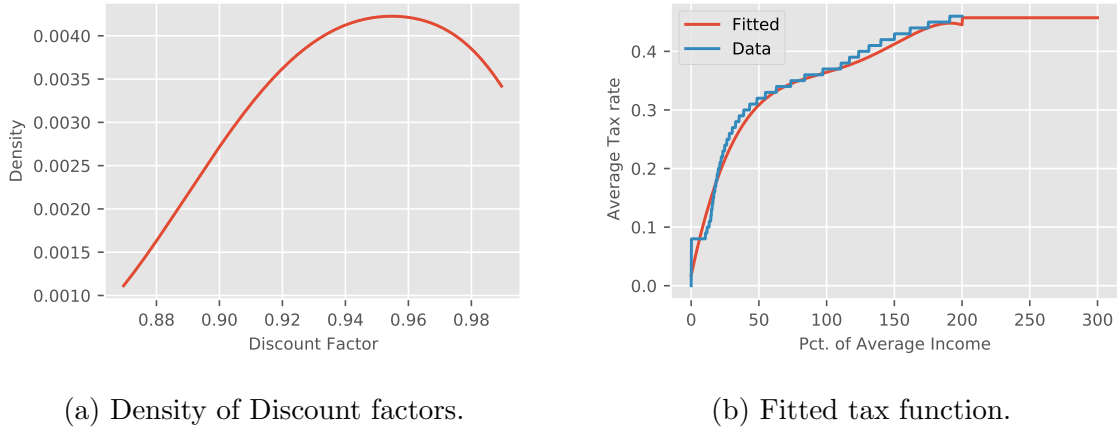 0.0040
0.0035
0.0030
0.0025
0.0020
0.0015
0.0010
Density
0.88 0.90 0.92 0.94 0.96 0.98
Discount Factor
(a) Density of Discount factors.
Fitted
Data
0.4
0.3
0.2
0.1
0.0
Average Tax rate
0 50 100 150 200 250 300
Pct. of Average Income
(b) Fitted tax function.